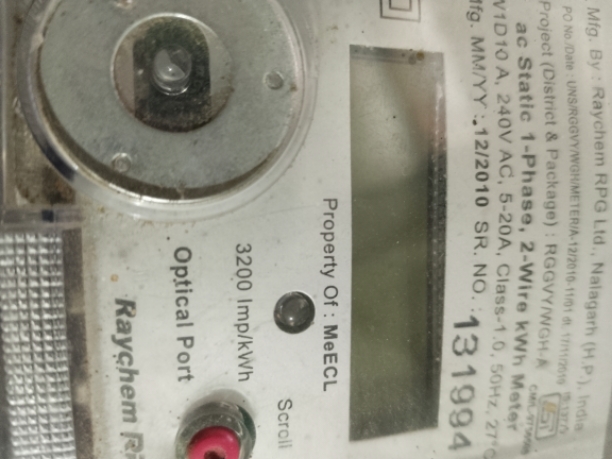 Mfg. By : Raychem RPG Ltd., Nalagarh (H.P.), India
Project (District & Package) : RGGVY/WGH-A
ac Static 1-Phase, 2-Wire kWh Meter
V1D10 A, 240V AC, 5-20A, Class-1.0, 50Hz, 27°C
Mfg. MM/YY : 12/2010 SR. NO. : 131994
Property Of : MeECL
Scroll
3200 Imp/kWh
Optical Port
Raychem